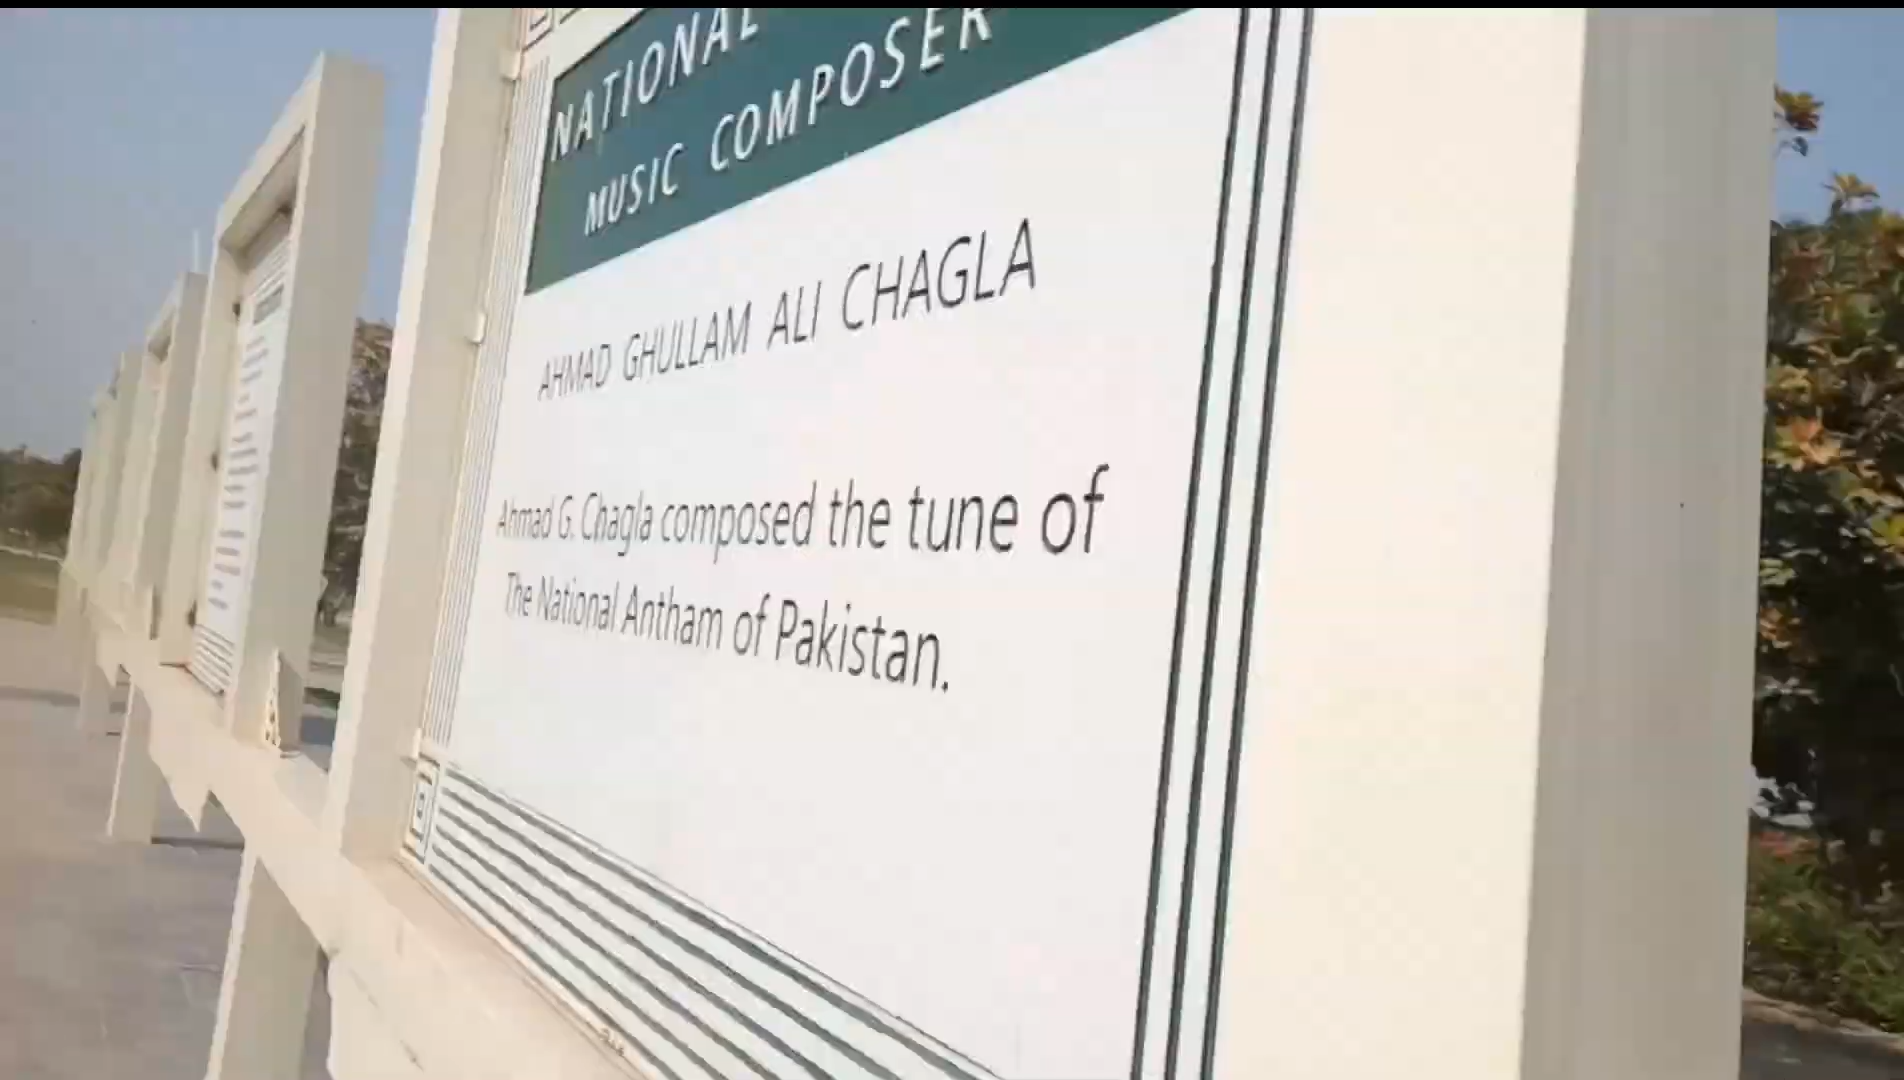 NATIONAL
MUSIC COMPOSER
AHMAD GHULLAM ALI CHAGLA
Ahmad G. Chagla composed the tune of
The National Antham of Pakistan.